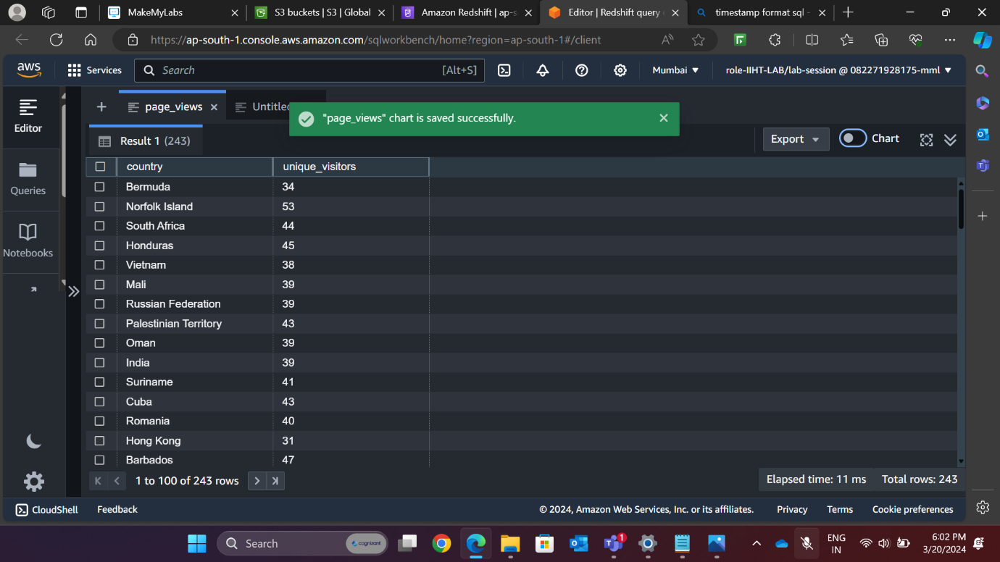 MakeMyLabs
S3 buckets | S3 | Global
Amazon Redshift | ap-s
Editor | Redshift query
timestamp format sql -
https://ap-south-1.console.aws.amazon.com/sqlworkbench/home?region=ap-south-1#/client
aws
Services
Search
[Alt+S]
Mumbai
role-IIHT-LAB/lab-session @ 082271928175-mml
Editor
Queries
Notebooks
page_views
Untitled
"page_views" chart is saved successfully.
Result 1 (243)
Export
Chart
country unique_visitors
Bermuda 34
Norfolk Island 53
South Africa 44
Honduras 45
Vietnam 38
Mali 39
Russian Federation 39
Palestinian Territory 43
Oman 39
India 39
Suriname 41
Cuba 43
Romania 40
Hong Kong 31
Barbados 47
1 to 100 of 243 rows
Elapsed time: 11 ms Total rows: 243
CloudShell Feedback
© 2024, Amazon Web Services, Inc. or its affiliates. Privacy Terms Cookie preferences
Search
cognizant
1
ENG
IN
6:02 PM
3/20/2024